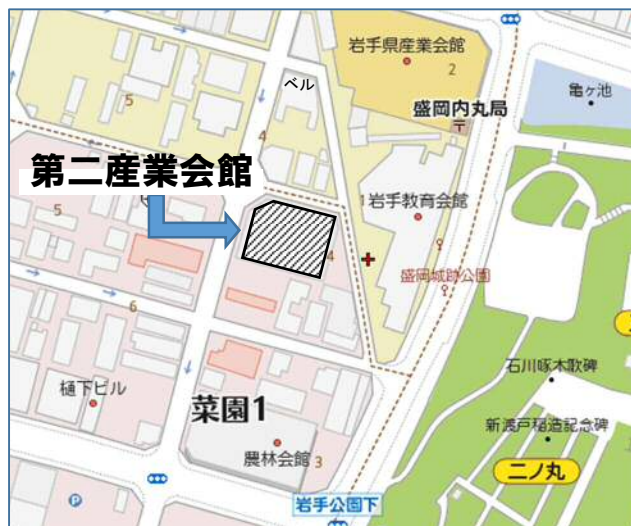 岩手県産業会館
2
ベル
亀ヶ池
5
盛岡内丸局
4
第二産業会館
5
1
岩手教育会館
4
盛岡城跡公園
6
石川啄木歌碑
樋下ビル
菜園1
新渡戸稲造記念碑
農林会館
3
二ノ丸
岩手公園下